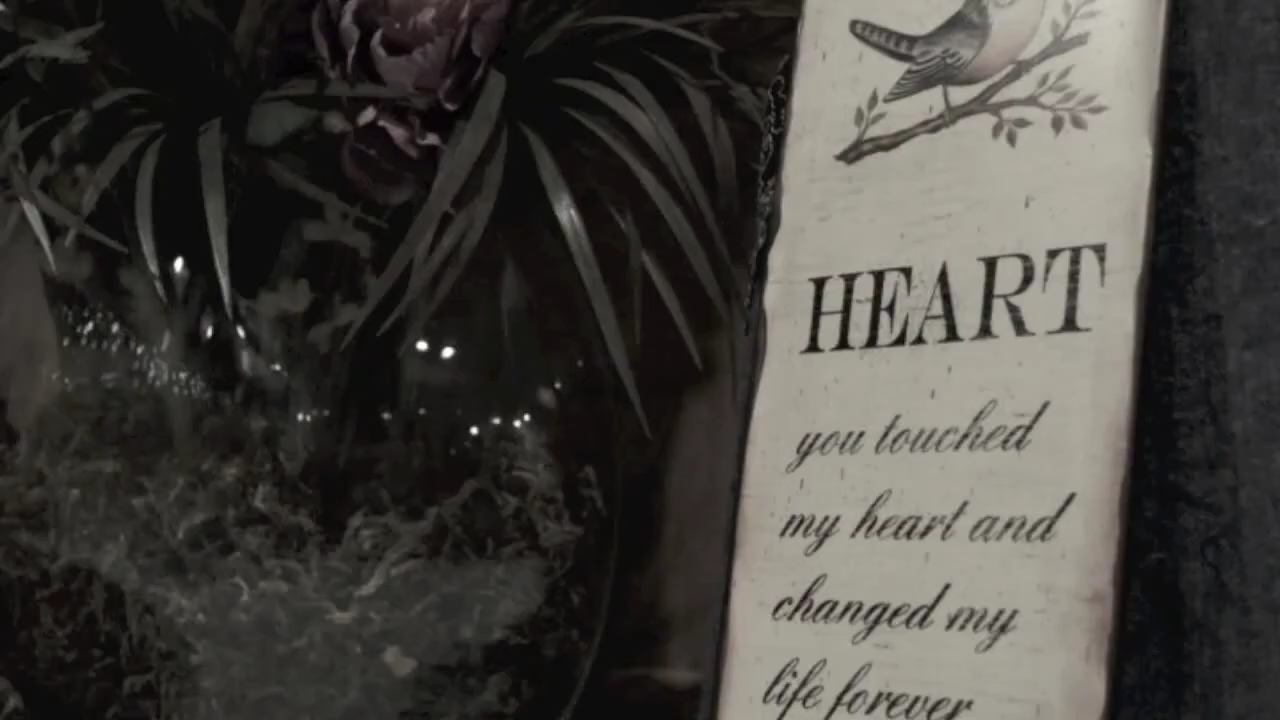 HEART
you touched
my heart and
changed my
life forever